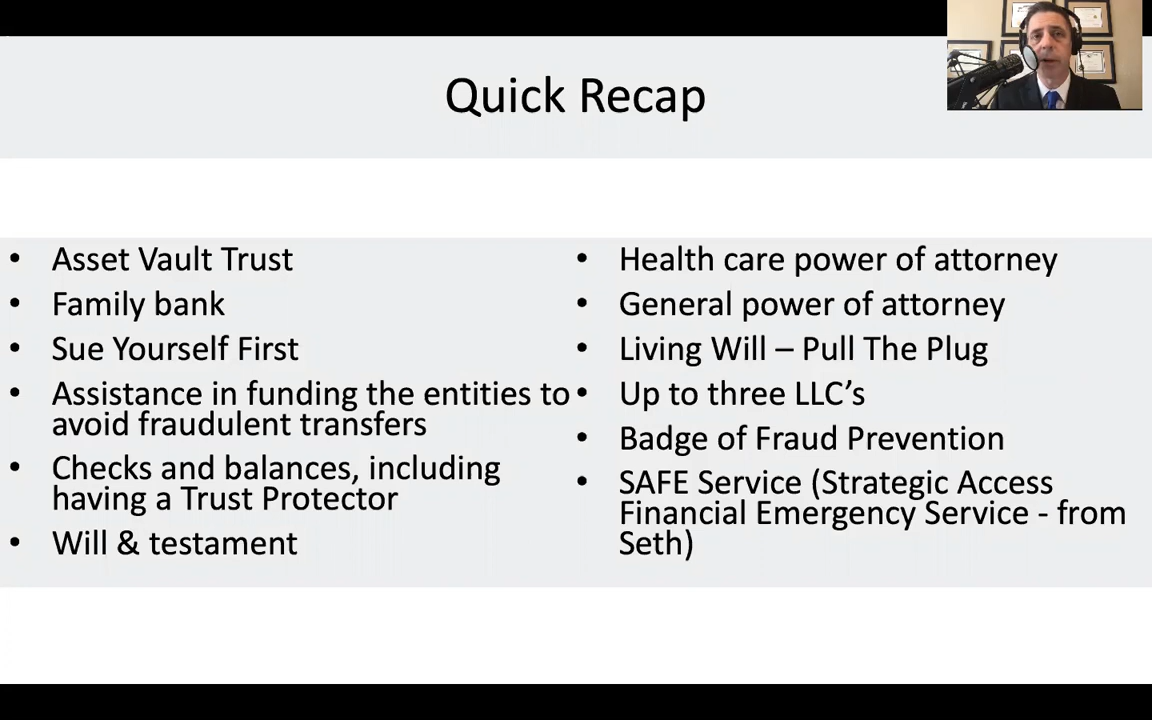 Quick Recap
• Asset Vault Trust
• Family bank
• Sue Yourself First
• Assistance in funding the entities to
avoid fraudulent transfers
• Checks and balances, including
having a Trust Protector
• Will & testament
• Health care power of attorney
• General power of attorney
• Living Will – Pull The Plug
• Up to three LLC’s
• Badge of Fraud Prevention
• SAFE Service (Strategic Access
Financial Emergency Service - from
Seth)